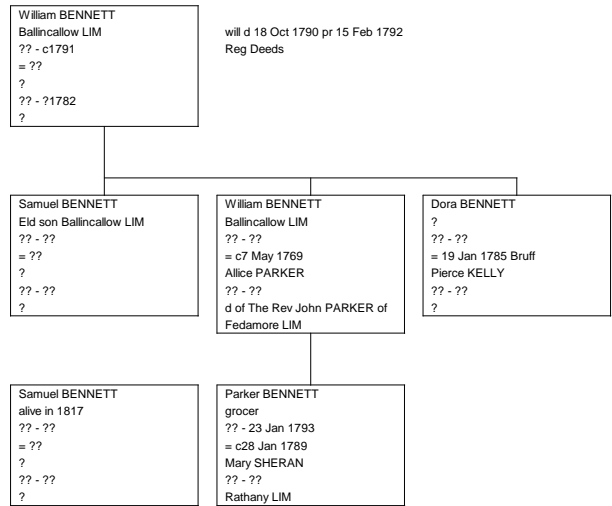 William BENNETT
Ballincallow LIM
?? - c1791
= ??
?
?? - ?1782
?
will d 18 Oct 1790 pr 15 Feb 1792
Reg Deeds
Samuel BENNETT
Eld son Ballincallow LIM
?? - ??
= ??
?
?? - ??
?
William BENNETT
Ballincallow LIM
?? - ??
= c7 May 1769
Allice PARKER
?? - ??
d of The Rev John PARKER of
Fedamore LIM
Dora BENNETT
?
?? - ??
= 19 Jan 1785 Bruff
Pierce KELLY
?? - ??
?
Samuel BENNETT
alive in 1817
?? - ??
= ??
?
?? - ??
?
Parker BENNETT
grocer
?? - 23 Jan 1793
= c28 Jan 1789
Mary SHERAN
?? - ??
Rathany LIM